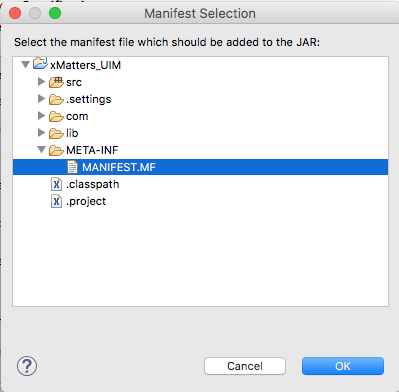 Manifest Selection
Select the manifest file which should be added to the JAR:
xMatters_UIM
src
.settings
com
lib
META-INF
MANIFEST.MF
X .classpath
X .project
? Cancel OK